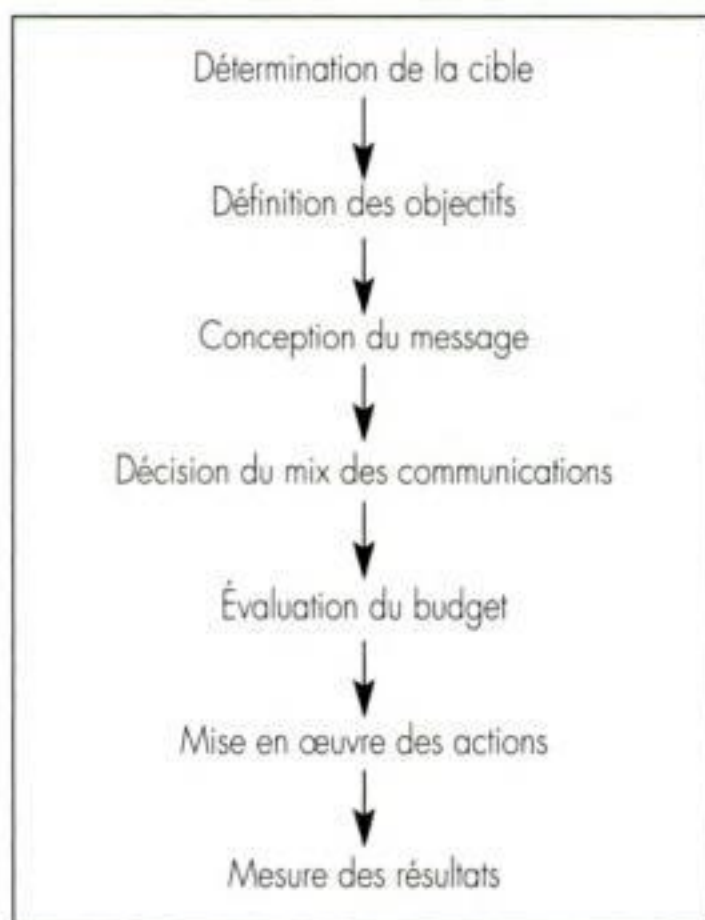 Détermination de la cible
Définition des objectifs
Conception du message
Décision du mix des communications
Évaluation du budget
Mise en œuvre des actions
Mesure des résultats